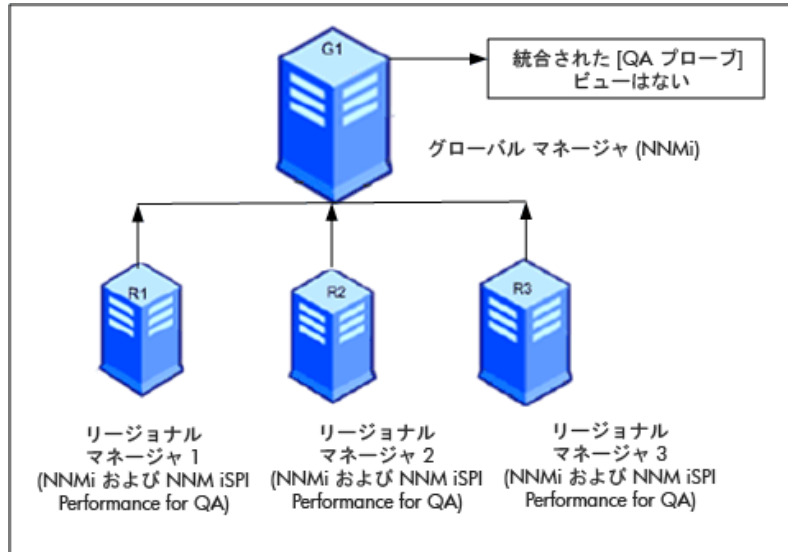 G1
統合された [QA プローブ]
ビューはない
グローバル マネージャ (NNMi)
R1
R2
R3
リージョナル
マネージャ 1
(NNMi および NNM iSPI
Performance for QA)
リージョナル
マネージャ 2
(NNMi および NNM iSPI
Performance for QA)
リージョナル
マネージャ 3
(NNMi および NNM iSPI
Performance for QA)